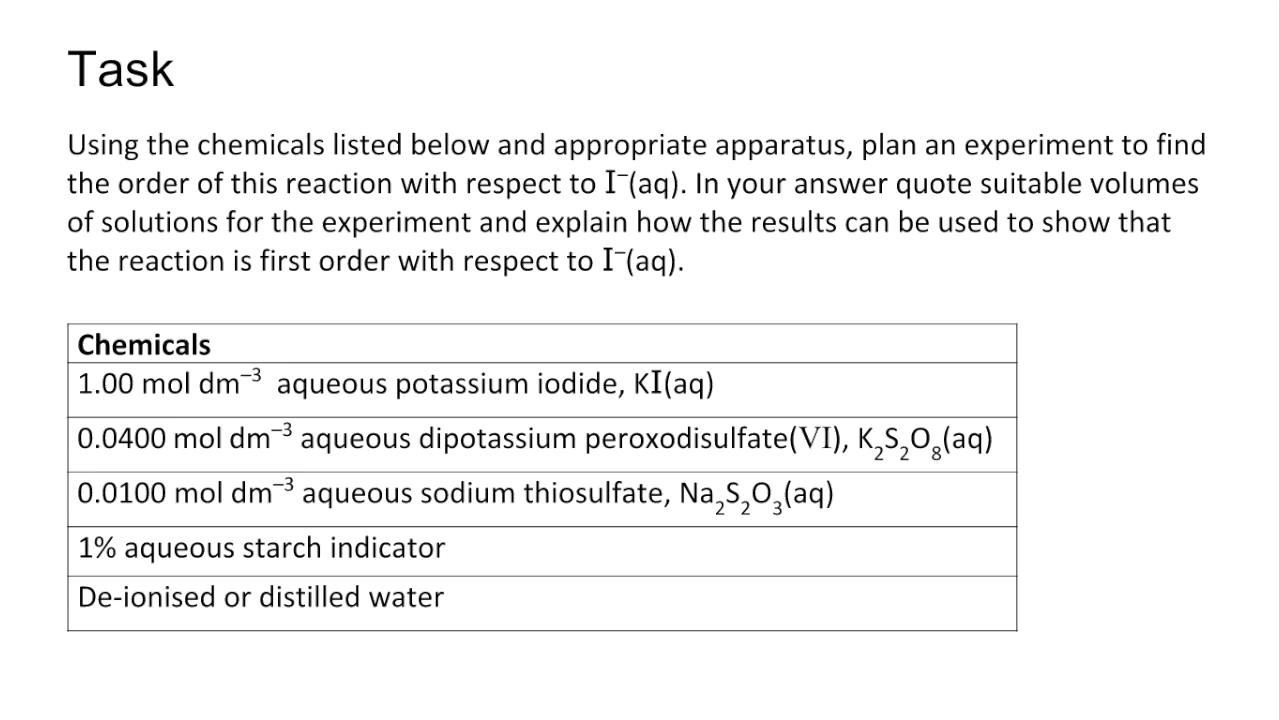 Task
Using the chemicals listed below and appropriate apparatus, plan an experiment to find
the order of this reaction with respect to I⁻(aq). In your answer quote suitable volumes
of solutions for the experiment and explain how the results can be used to show that
the reaction is first order with respect to I⁻(aq).
Chemicals
1.00 mol dm⁻³ aqueous potassium iodide, KI(aq)
0.0400 mol dm⁻³ aqueous dipotassium peroxodisulfate(VI), K₂S₂O₈(aq)
0.0100 mol dm⁻³ aqueous sodium thiosulfate, Na₂S₂O₃(aq)
1% aqueous starch indicator
De-ionised or distilled water